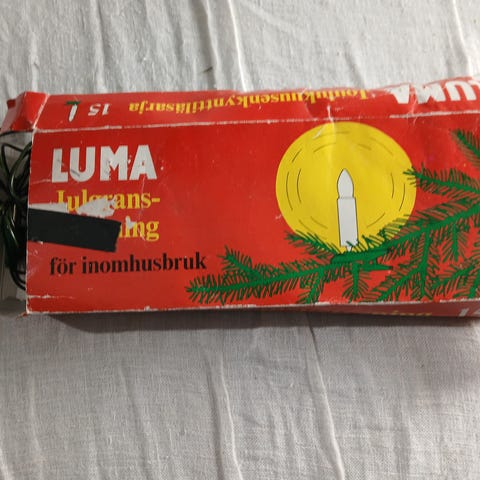 LUMA
Joulukuusenkynttiläsarja 15
LUMA
Julgrans-
för inomhusbruk